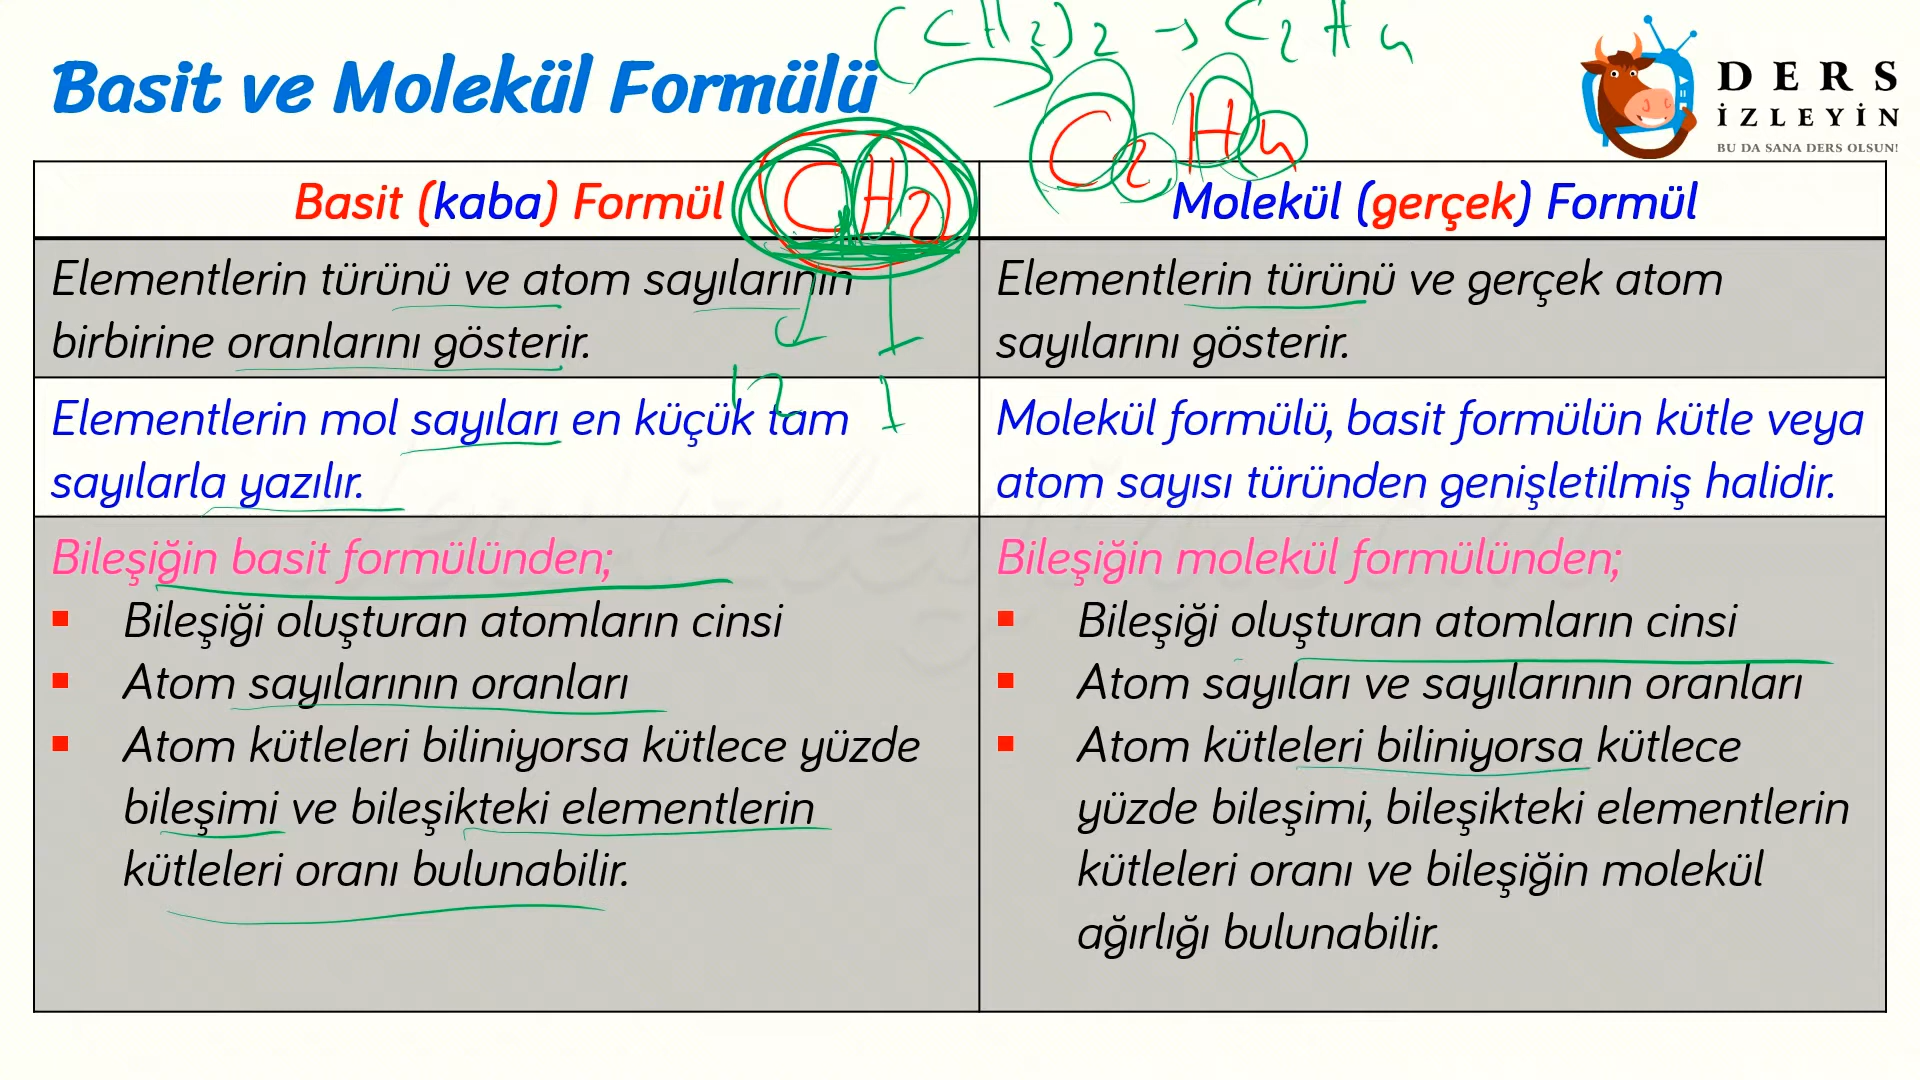 (CH2)2 → C2H4
Basit ve Molekül Formülü
DERS
İZLEYİN
BU DA SANA DERS OLSUN!
C2H4
Basit (kaba) Formül CH2
Molekül (gerçek) Formül
Elementlerin türünü ve atom sayılarının
birbirine oranlarını gösterir.
Elementlerin türünü ve gerçek atom
sayılarını gösterir.
12 1
Elementlerin mol sayıları en küçük tam
sayılarla yazılır.
Molekül formülü, basit formülün kütle veya
atom sayısı türünden genişletilmiş halidir.
Bileşiğin basit formülünden;
▪ Bileşiği oluşturan atomların cinsi
▪ Atom sayılarının oranları
▪ Atom kütleleri biliniyorsa kütlece yüzde
bileşimi ve bileşikteki elementlerin
kütleleri oranı bulunabilir.
Bileşiğin molekül formülünden;
▪ Bileşiği oluşturan atomların cinsi
▪ Atom sayıları ve sayılarının oranları
▪ Atom kütleleri biliniyorsa kütlece
yüzde bileşimi, bileşikteki elementlerin
kütleleri oranı ve bileşiğin molekül
ağırlığı bulunabilir.